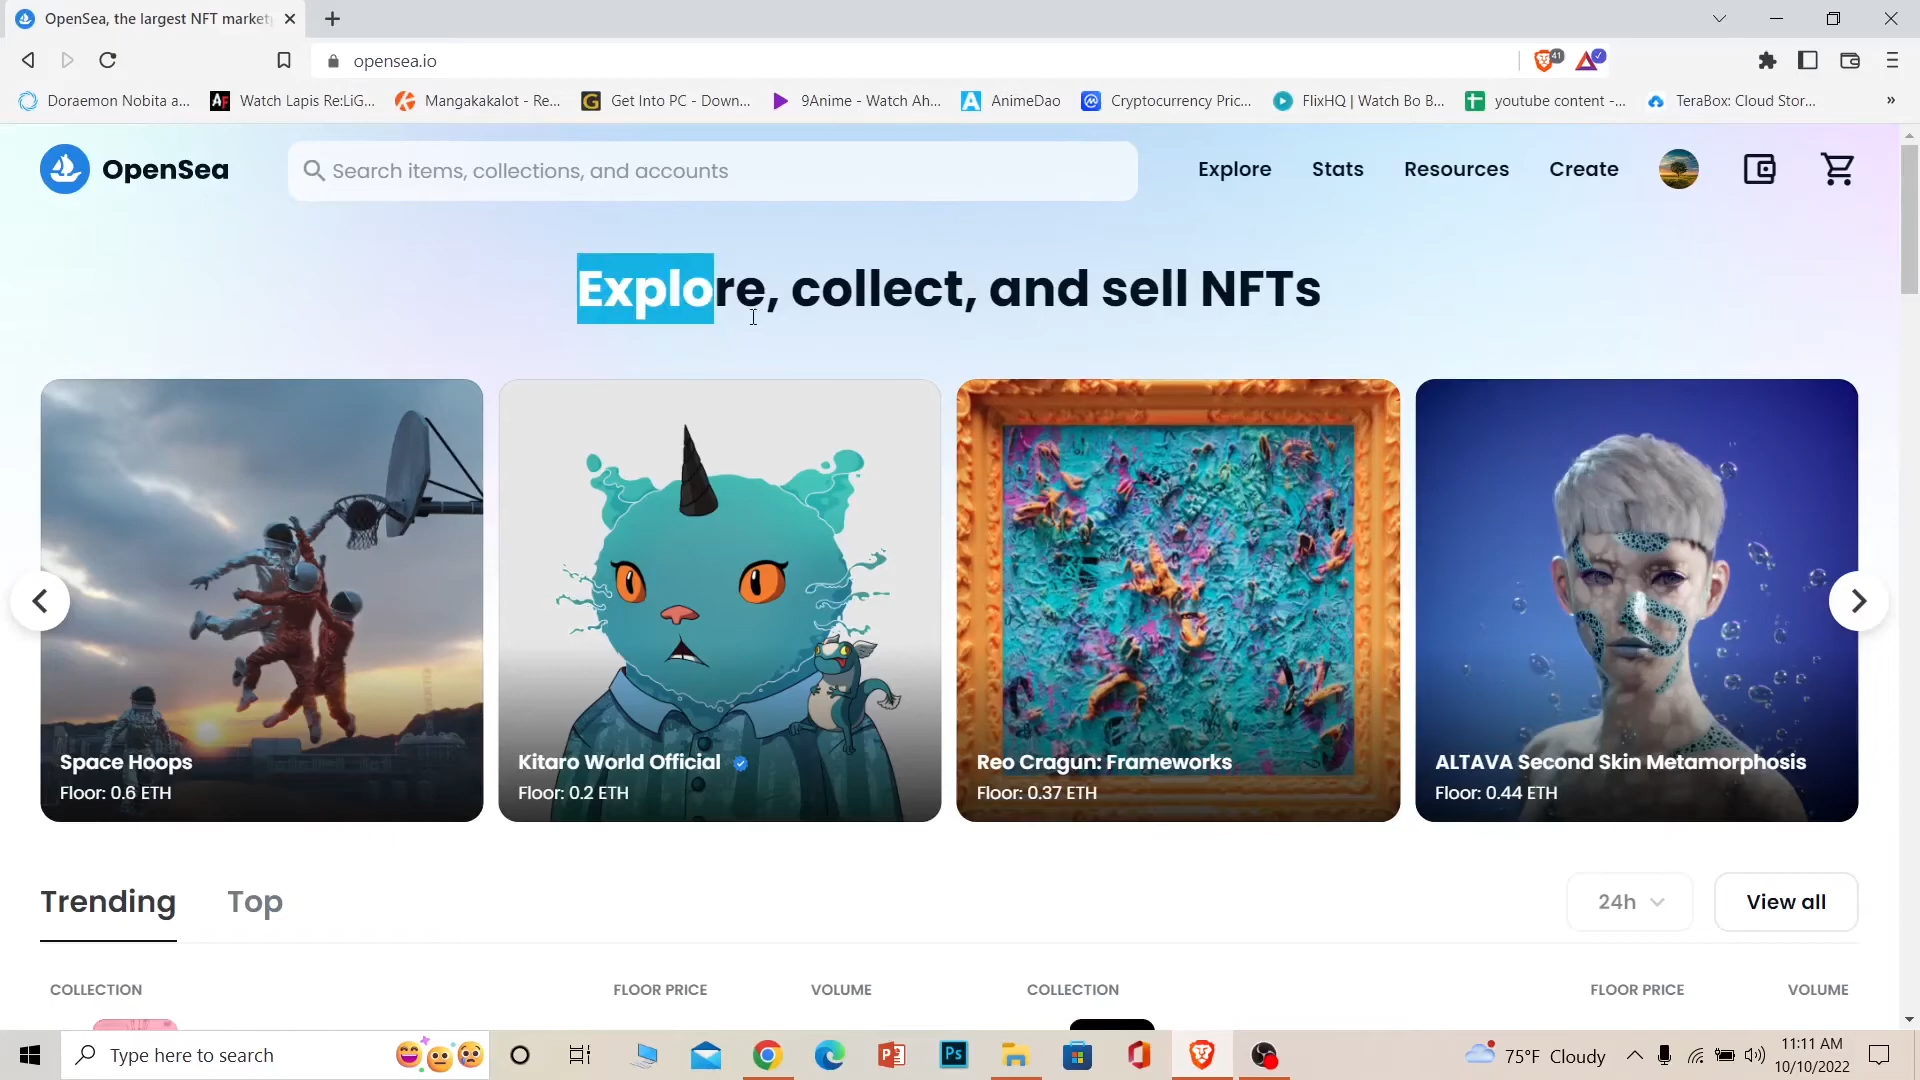 OpenSea, the largest NFT market
opensea.io
41
Doraemon Nobita a...
Watch Lapis Re:LiG...
Mangakakalot - Re...
Get Into PC - Down...
9Anime - Watch Ah...
AnimeDao
Cryptocurrency Pric...
FlixHQ | Watch Bo B...
youtube content -...
TeraBox: Cloud Stor...
OpenSea
Search items, collections, and accounts
Explore
Stats
Resources
Create
Explore, collect, and sell NFTs
Space Hoops
Floor: 0.6 ETH
Kitaro World Official
Floor: 0.2 ETH
Reo Cragun: Frameworks
Floor: 0.37 ETH
ALTAVA Second Skin Metamorphosis
Floor: 0.44 ETH
Trending
Top
24h
View all
COLLECTION
FLOOR PRICE
VOLUME
COLLECTION
FLOOR PRICE
VOLUME
Type here to search
Ps
75°F Cloudy
11:11 AM
10/10/2022